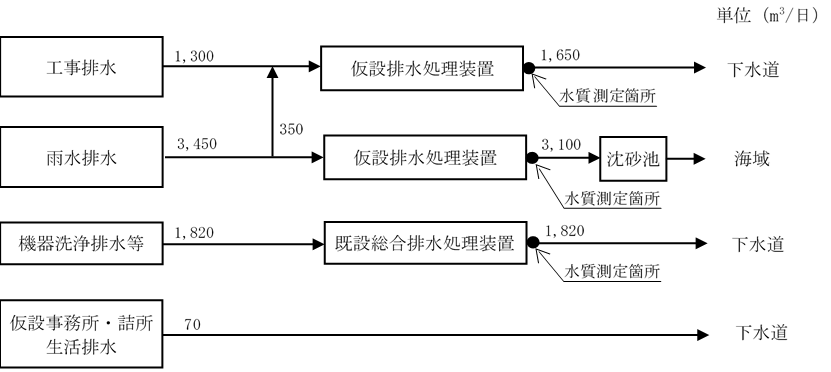 単位 (m³/日)
工事排水
1,300
仮設排水処理装置
1,650
下水道
水質測定箇所
350
雨水排水
3,450
仮設排水処理装置
3,100
沈砂池
海域
水質測定箇所
機器洗浄排水等
1,820
既設総合排水処理装置
1,820
下水道
水質測定箇所
仮設事務所・詰所
生活排水
70
下水道